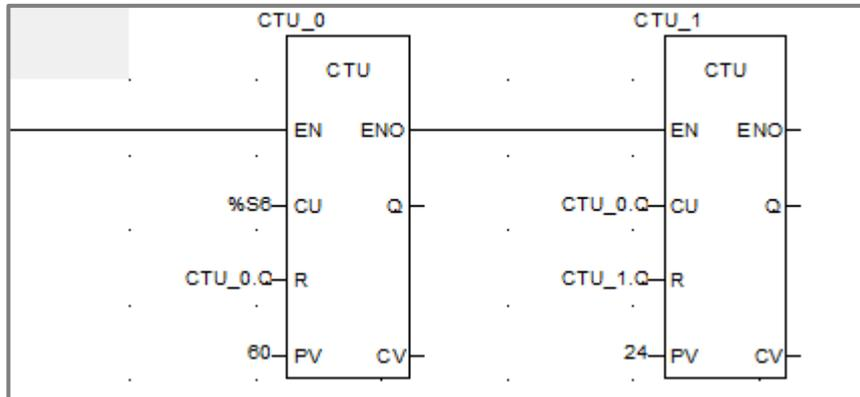 CTU_0 CTU_1
CTU CTU
EN ENO EN ENO
%S6 CU Q CTU_0.Q CU Q
CTU_0.Q R CTU_1.Q R
60 PV CV 24 PV CV